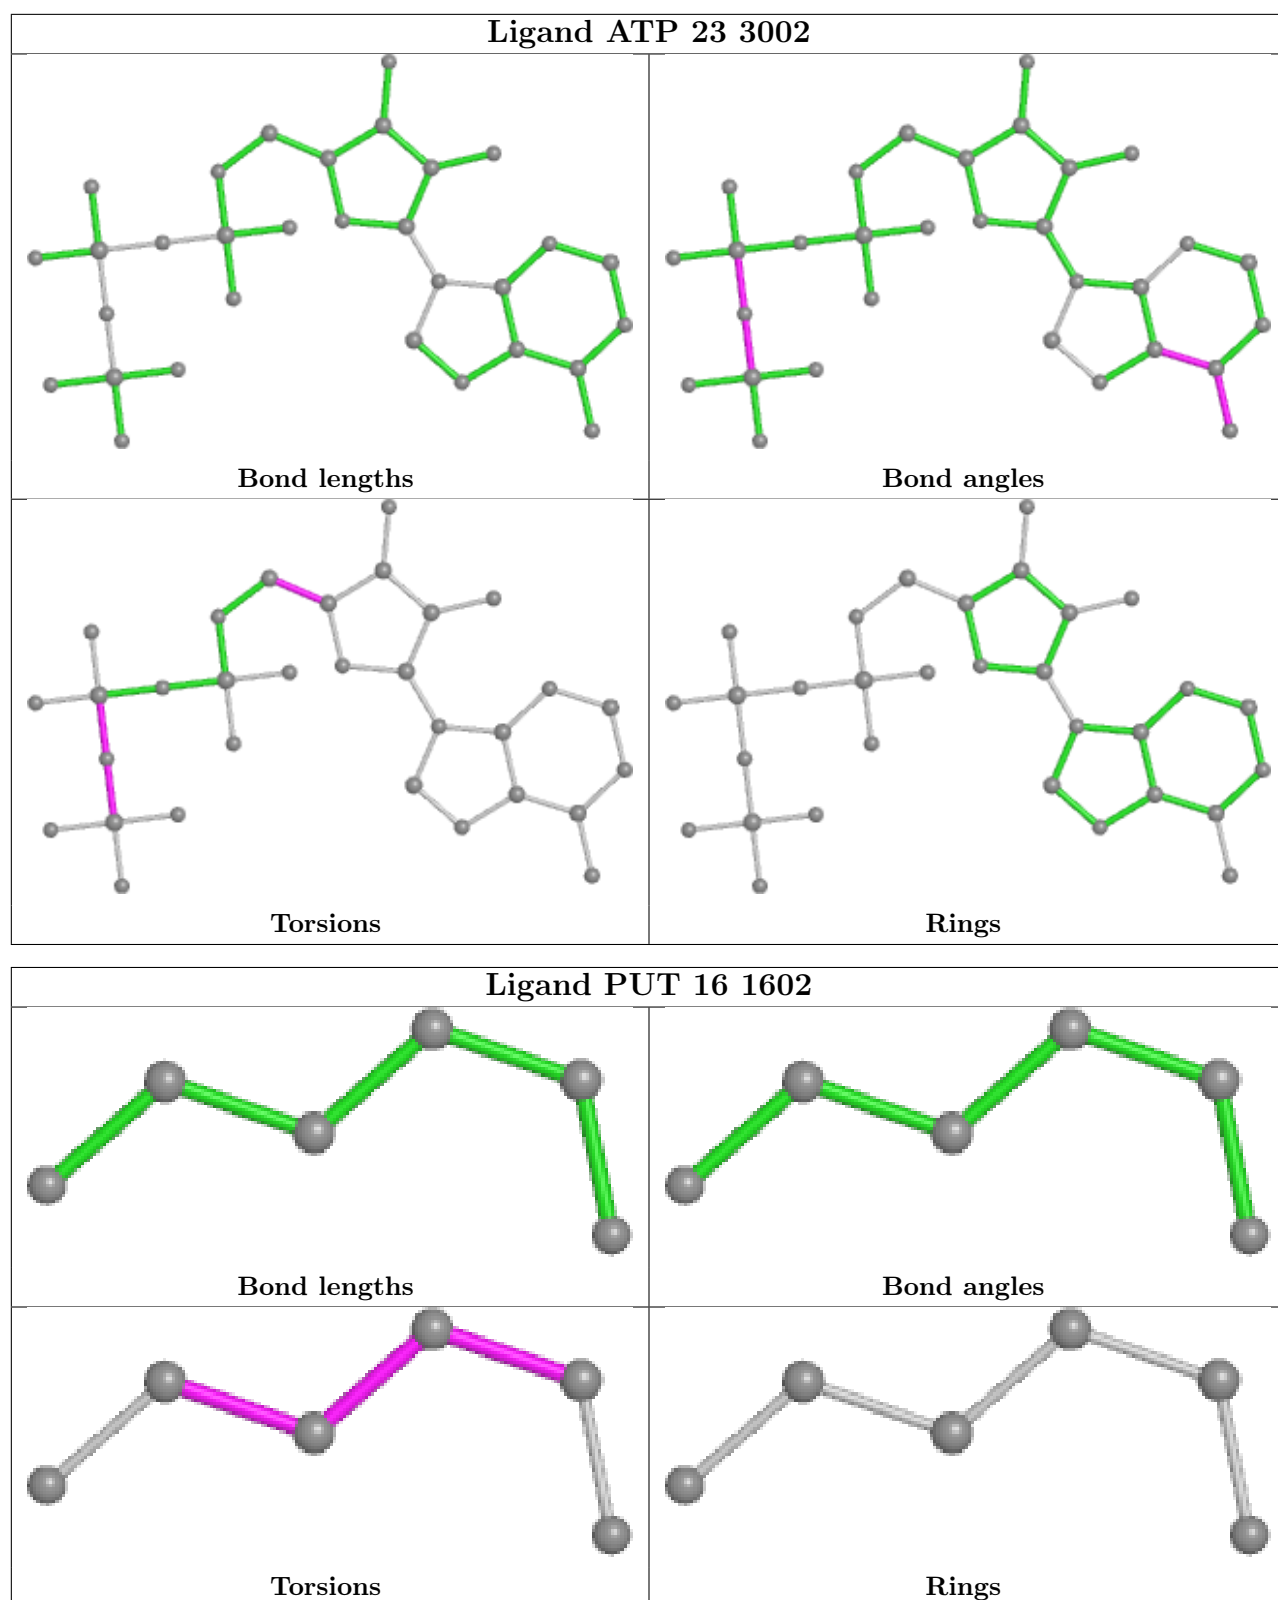 Ligand ATP 23 3002
Bond lengths
Bond angles
Torsions
Rings
Ligand PUT 16 1602
Bond lengths
Bond angles
Torsions
Rings